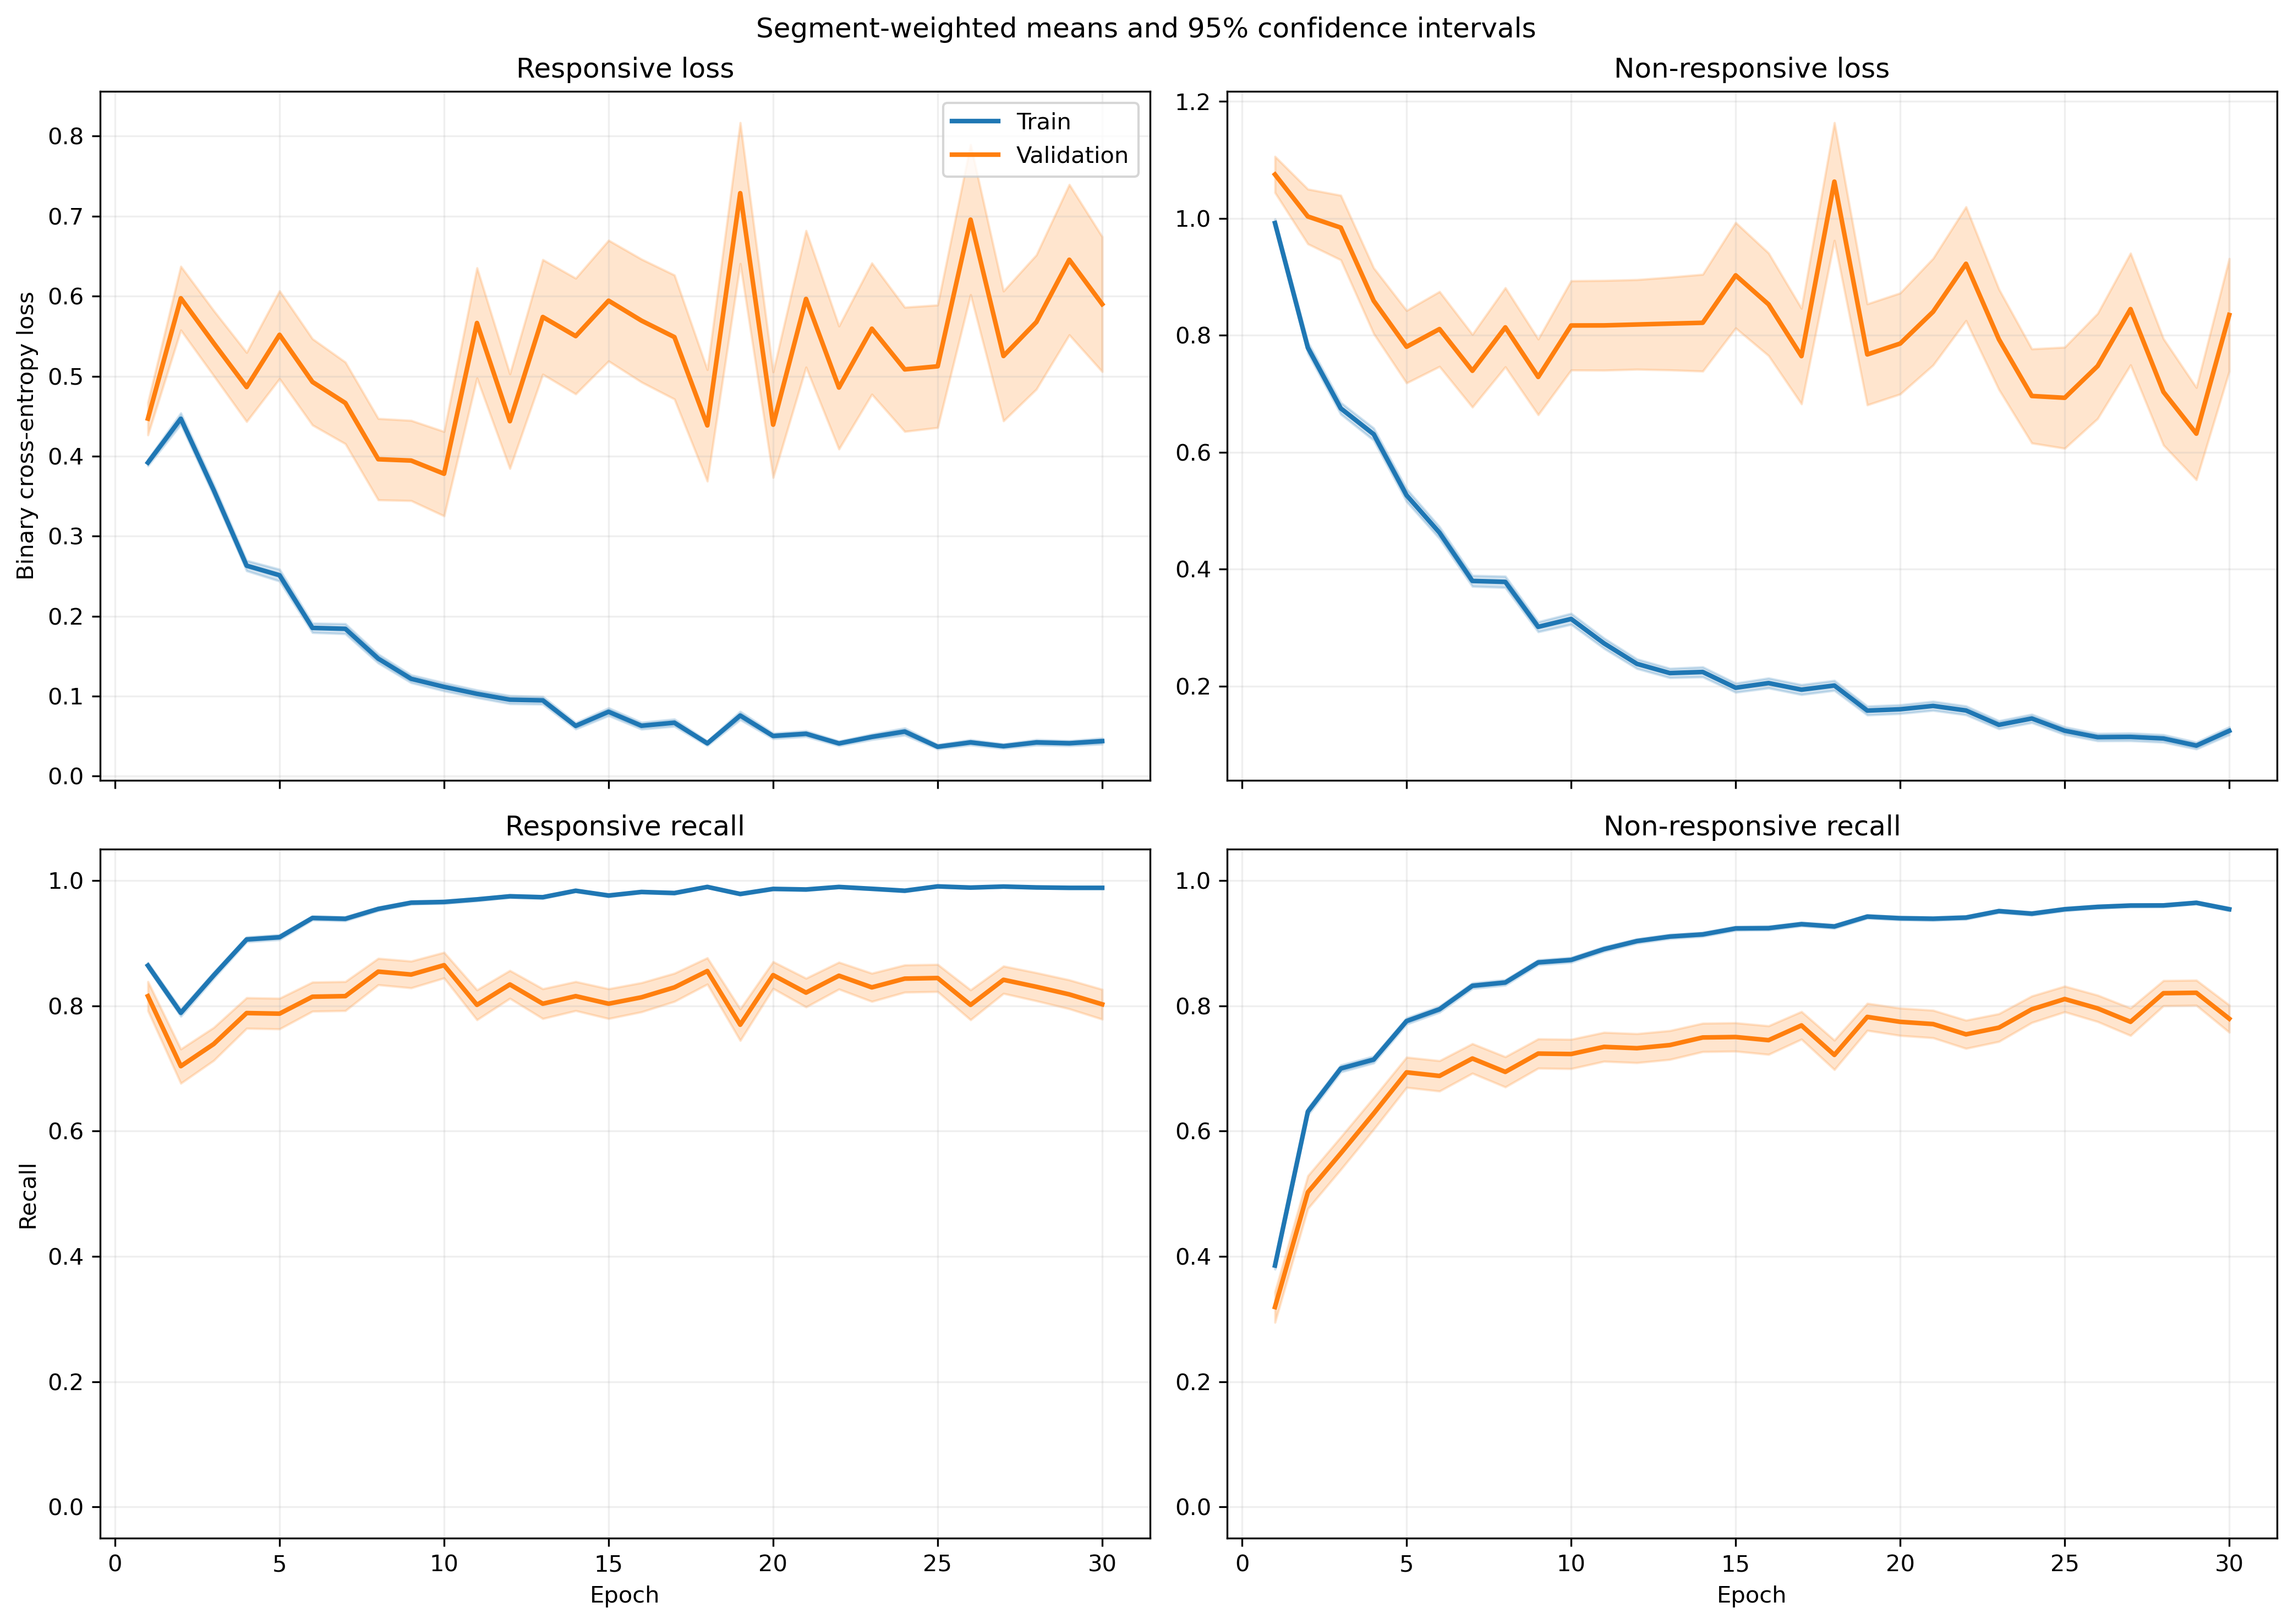 Segment-weighted means and 95% confidence intervals
Responsive loss
Non-responsive loss
Train
Validation
Binary cross-entropy loss
0.8
0.7
0.6
0.5
0.4
0.3
0.2
0.1
0.0
1.2
1.0
0.8
0.6
0.4
0.2
Responsive recall
Non-responsive recall
Recall
1.0
0.8
0.6
0.4
0.2
0.0
1.0
0.8
0.6
0.4
0.2
0.0
0 5 10 15 20 25 30
0 5 10 15 20 25 30
Epoch
Epoch